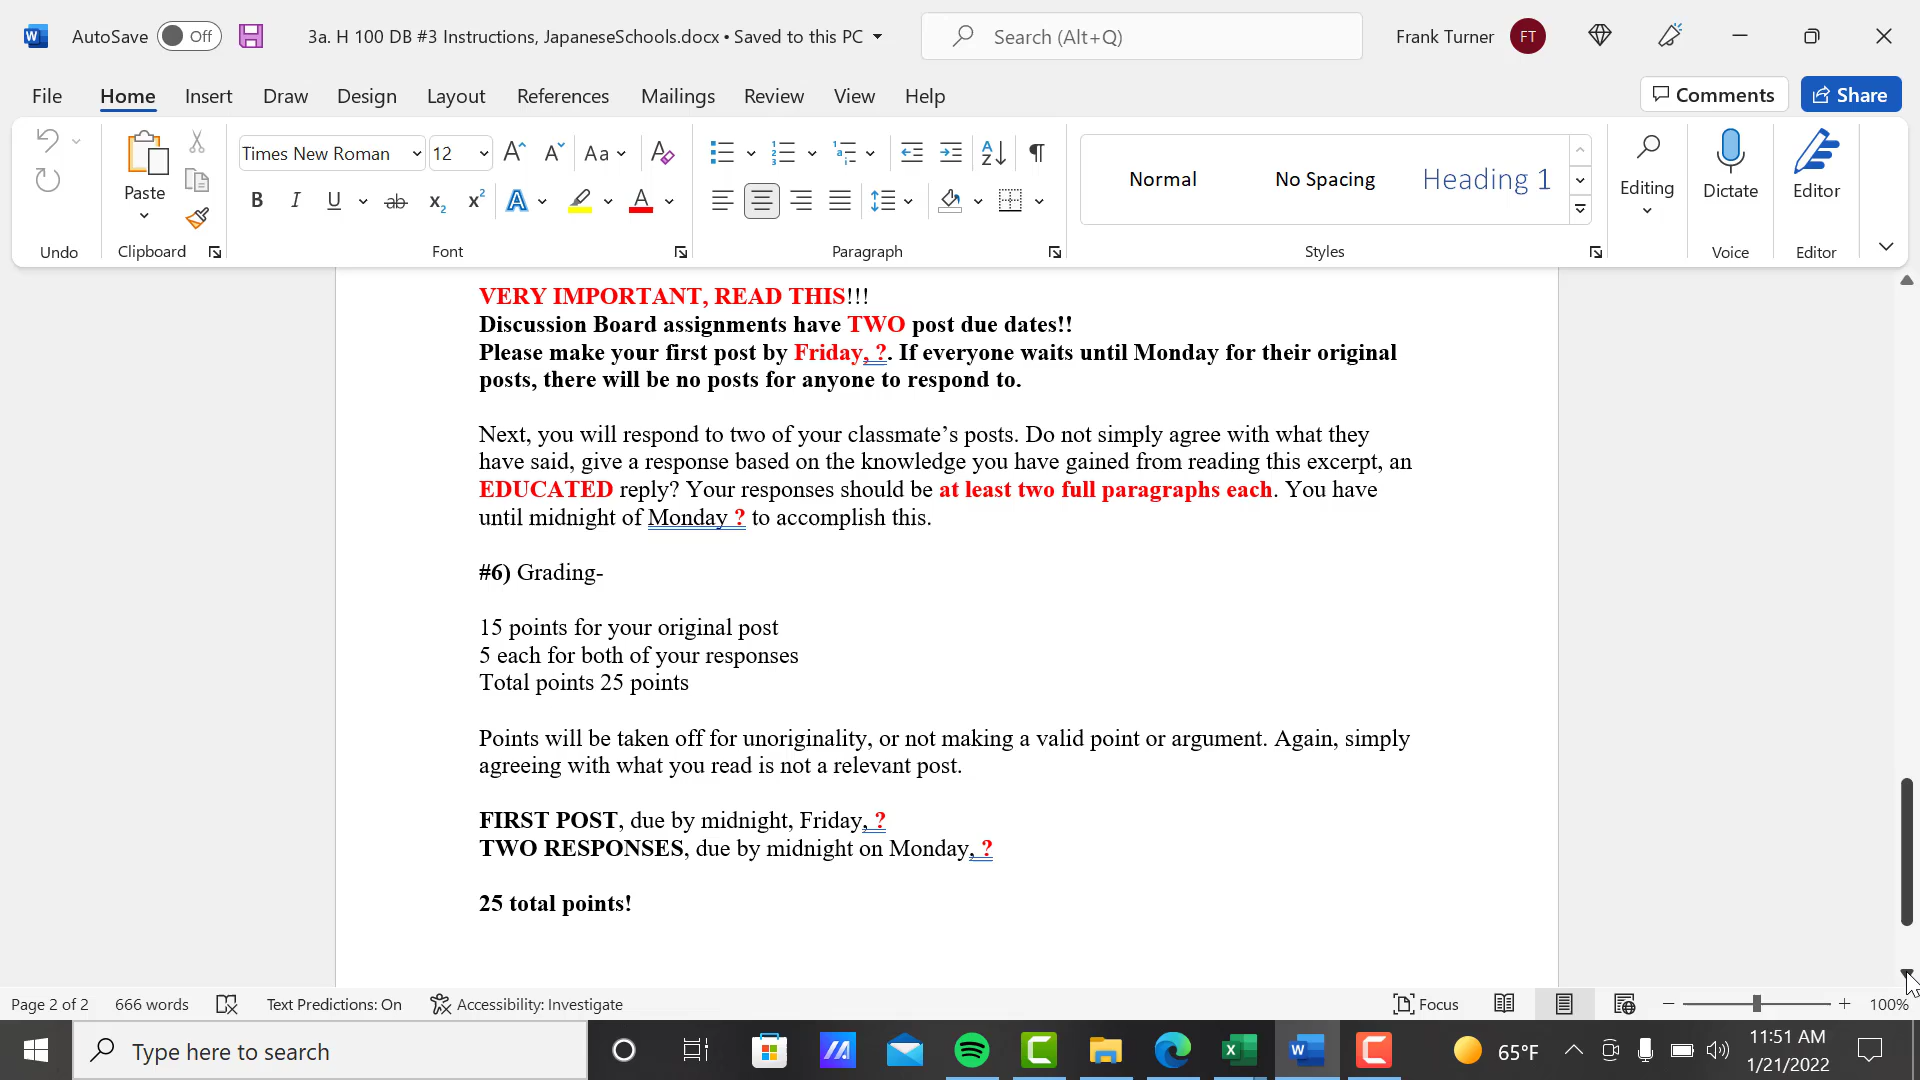 AutoSave Off 3a. H 100 DB #3 Instructions, JapaneseSchools.docx • Saved to this PC Search (Alt+Q) Frank Turner FT
File Home Insert Draw Design Layout References Mailings Review View Help Comments Share
Times New Roman 12 Aa
Paste
Normal No Spacing Heading 1
Editing Dictate Editor
Undo Clipboard Font Paragraph Styles Voice Editor
VERY IMPORTANT, READ THIS!!!
Discussion Board assignments have TWO post due dates!!
Please make your first post by Friday, ?. If everyone waits until Monday for their original
posts, there will be no posts for anyone to respond to.
Next, you will respond to two of your classmate’s posts. Do not simply agree with what they
have said, give a response based on the knowledge you have gained from reading this excerpt, an
EDUCATED reply? Your responses should be at least two full paragraphs each. You have
until midnight of Monday ? to accomplish this.
#6) Grading-
15 points for your original post
5 each for both of your responses
Total points 25 points
Points will be taken off for unoriginality, or not making a valid point or argument. Again, simply
agreeing with what you read is not a relevant post.
FIRST POST, due by midnight, Friday, ?
TWO RESPONSES, due by midnight on Monday, ?
25 total points!
Page 2 of 2 666 words Text Predictions: On Accessibility: Investigate Focus 100%
Type here to search 65°F 11:51 AM
1/21/2022